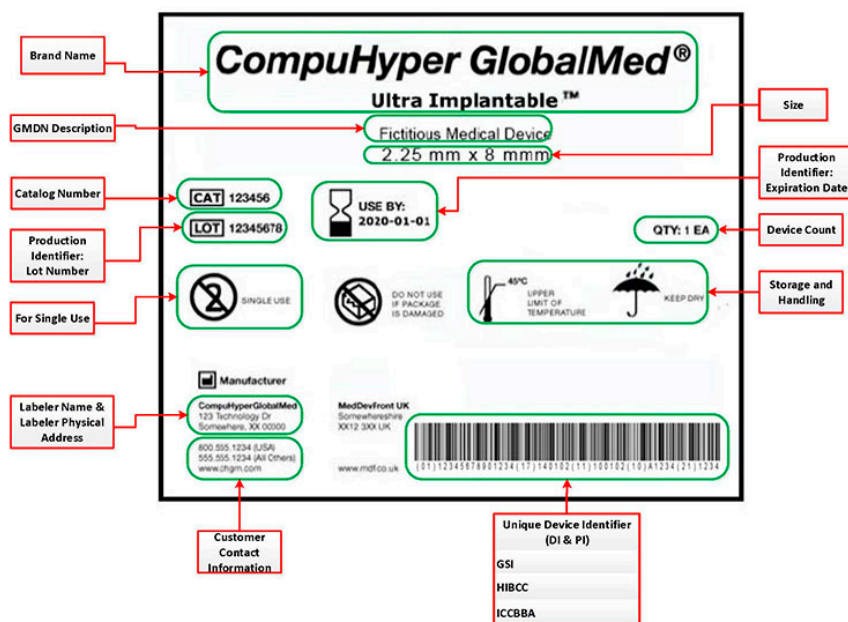 Brand Name
CompuHyper GlobalMed®
Ultra Implantable™
GMDN Description
Fictitious Medical Device
Size
2.25 mm x 8 mmm
Production
Identifier:
Expiration Date
Catalog Number
CAT 123456
USE BY:
2020-01-01
Production
Identifier:
Lot Number
LOT 12345678
QTY: 1 EA
Device Count
For Single Use
SINGLE USE
DO NOT USE
IF PACKAGE
IS DAMAGED
45°C
UPPER
LIMIT OF
TEMPERATURE
KEEP DRY
Storage and
Handling
Manufacturer
Labeler Name &
Labeler Physical
Address
CompuHyperGlobalMed
123 Technology Dr
Somewhere, XX 00000
MedDevFront UK
Somewhereshire
XX12 3XX UK
800.555.1234 (USA)
555.555.1234 (All Others)
www.chgm.com
www.mdf.co.uk
(01)12345678901234(17)140102(11)100102(10)A1234(21)1234
Customer
Contact
Information
Unique Device Identifier
(DI & PI)
GSI
HIBCC
ICCBBA